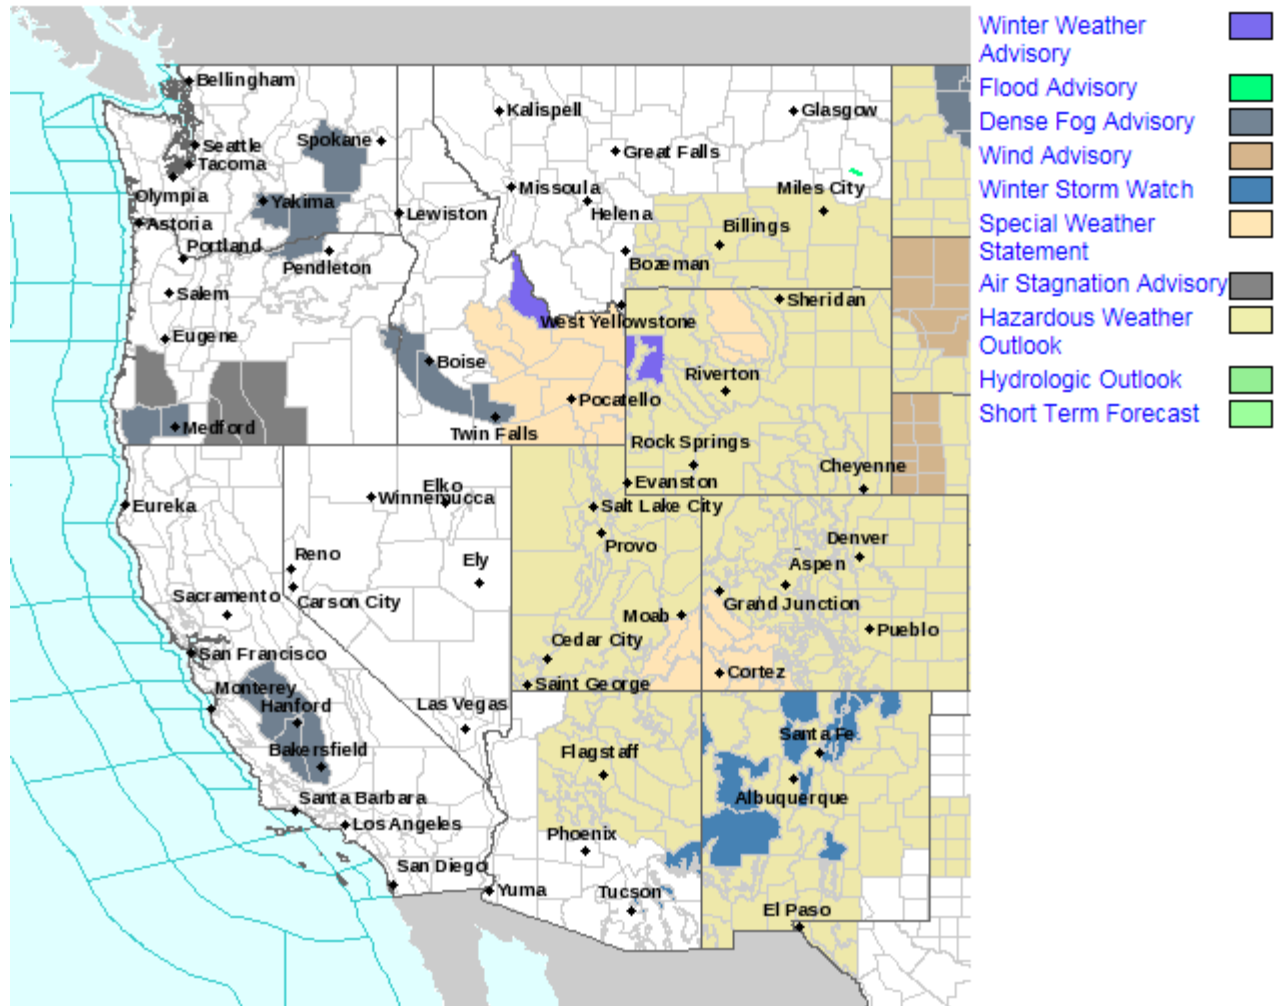 Winter Weather
Advisory
Flood Advisory
Dense Fog Advisory
Wind Advisory
Winter Storm Watch
Special Weather
Statement
Air Stagnation Advisory
Hazardous Weather
Outlook
Hydrologic Outlook
Short Term Forecast
Bellingham
Kalispell
Glasgow
Spokane
Seattle
Great Falls
Tacoma
Missoula
Miles City
Olympia
Yakima
Lewiston
Helena
Astoria
Billings
Portland
Pendleton
Bozeman
Salem
Sheridan
West Yellowstone
Eugene
Boise
Riverton
Pocatello
Medford
Twin Falls
Rock Springs
Cheyenne
Evanston
Elko
Winnemucca
Eureka
Salt Lake City
Denver
Provo
Reno
Ely
Aspen
Sacramento
Carson City
Grand Junction
Moab
Pueblo
Cedar City
San Francisco
Cortez
Saint George
Monterey
Hanford
Las Vegas
Santa Fe
Bakersfield
Flagstaff
Santa Barbara
Albuquerque
Los Angeles
Phoenix
San Diego
Yuma
Tucson
El Paso